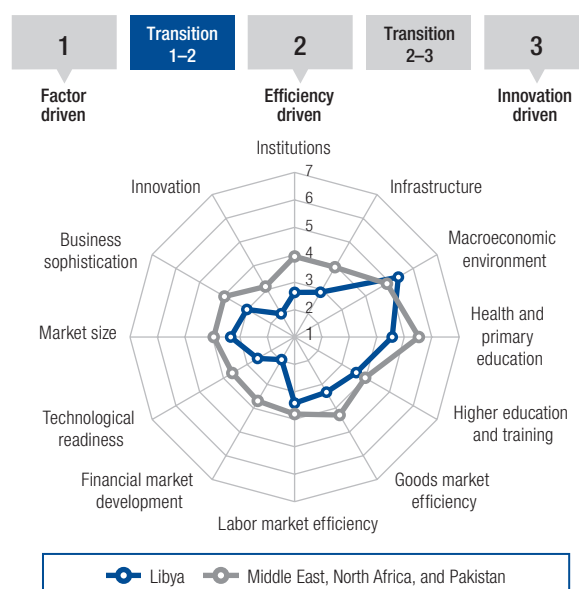 1
Transition
1–2
2
Transition
2–3
3
Factor
driven
Efficiency
driven
Innovation
driven
Institutions
Infrastructure
Macroeconomic
environment
Health and
primary
education
Higher education
and training
Goods market
efficiency
Labor market efficiency
Financial market
development
Technological
readiness
Market size
Business
sophistication
Innovation
7
6
5
4
3
2
1
Libya
Middle East, North Africa, and Pakistan